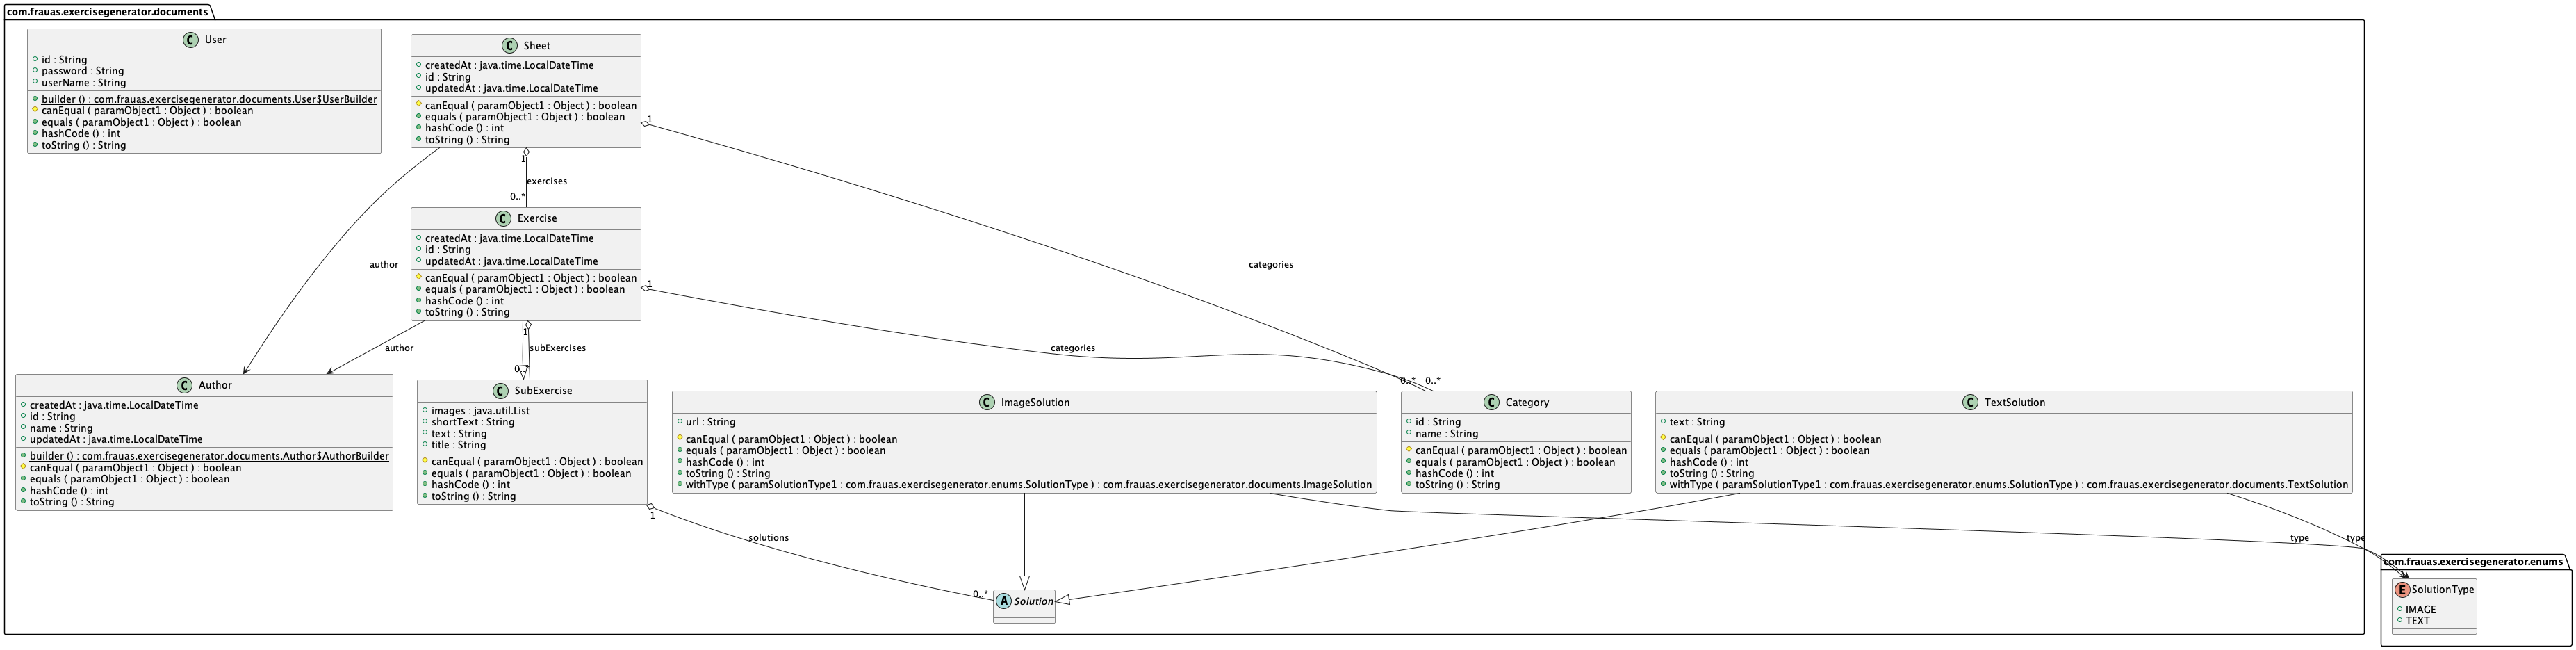 com.frauas.exercisegenerator.documents
C User
id : String
password : String
userName : String
builder () : com.frauas.exercisegenerator.documents.User$UserBuilder
canEqual ( paramObject1 : Object ) : boolean
equals ( paramObject1 : Object ) : boolean
hashCode () : int
toString () : String
C Sheet
createdAt : java.time.LocalDateTime
id : String
updatedAt : java.time.LocalDateTime
canEqual ( paramObject1 : Object ) : boolean
equals ( paramObject1 : Object ) : boolean
hashCode () : int
toString () : String
1
1
exercises
0..*
author
categories
C Exercise
createdAt : java.time.LocalDateTime
id : String
updatedAt : java.time.LocalDateTime
canEqual ( paramObject1 : Object ) : boolean
equals ( paramObject1 : Object ) : boolean
hashCode () : int
toString () : String
1
1
author
subExercises
categories
0..*
0..*
0..*
C Author
createdAt : java.time.LocalDateTime
id : String
name : String
updatedAt : java.time.LocalDateTime
builder () : com.frauas.exercisegenerator.documents.Author$AuthorBuilder
canEqual ( paramObject1 : Object ) : boolean
equals ( paramObject1 : Object ) : boolean
hashCode () : int
toString () : String
C SubExercise
images : java.util.List
shortText : String
text : String
title : String
canEqual ( paramObject1 : Object ) : boolean
equals ( paramObject1 : Object ) : boolean
hashCode () : int
toString () : String
C ImageSolution
url : String
canEqual ( paramObject1 : Object ) : boolean
equals ( paramObject1 : Object ) : boolean
hashCode () : int
toString () : String
withType ( paramSolutionType1 : com.frauas.exercisegenerator.enums.SolutionType ) : com.frauas.exercisegenerator.documents.ImageSolution
C Category
id : String
name : String
canEqual ( paramObject1 : Object ) : boolean
equals ( paramObject1 : Object ) : boolean
hashCode () : int
toString () : String
C TextSolution
text : String
canEqual ( paramObject1 : Object ) : boolean
equals ( paramObject1 : Object ) : boolean
hashCode () : int
toString () : String
withType ( paramSolutionType1 : com.frauas.exercisegenerator.enums.SolutionType ) : com.frauas.exercisegenerator.documents.TextSolution
1
solutions
type
type
0..*
A Solution
com.frauas.exercisegenerator.enums
E SolutionType
IMAGE
TEXT